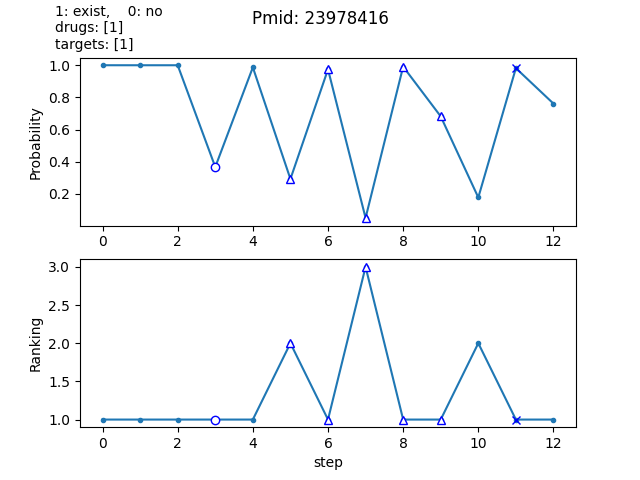 1: exist,    0: no
drugs: [1]
targets: [1]
Pmid: 23978416
Probability
1.0
0.8
0.6
0.4
0.2
0 2 4 6 8 10 12
Ranking
3.0
2.5
2.0
1.5
1.0
0 2 4 6 8 10 12
step